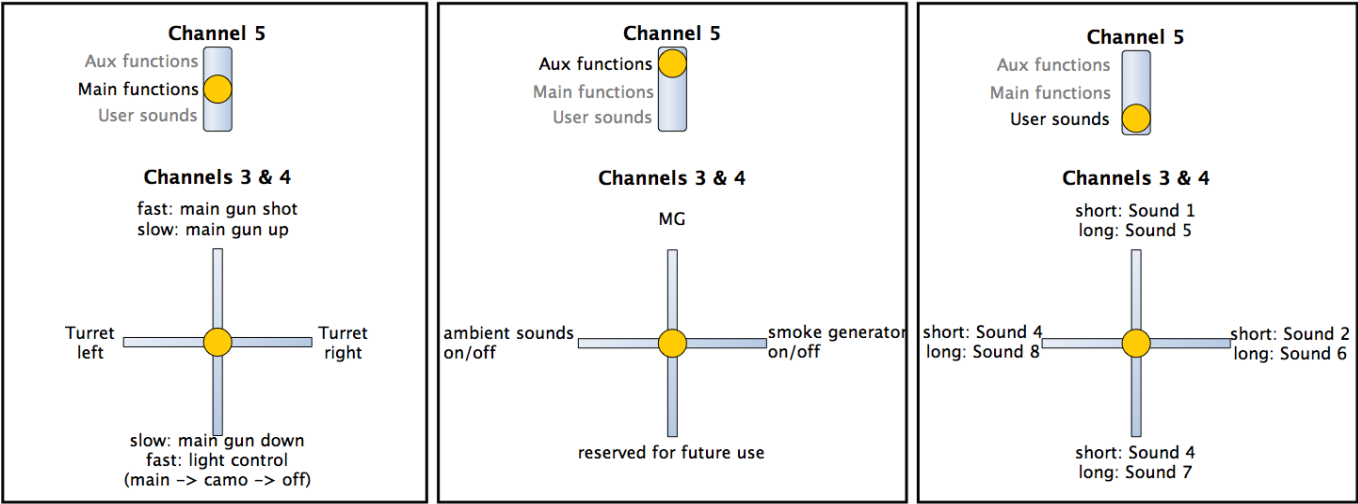 Channel 5
Aux functions
Main functions
User sounds
Channels 3 & 4
fast: main gun shot
slow: main gun up
Turret
left
Turret
right
slow: main gun down
fast: light control
(main -> camo -> off)
Channel 5
Aux functions
Main functions
User sounds
Channels 3 & 4
MG
ambient sounds
on/off
smoke generator
on/off
reserved for future use
Channel 5
Aux functions
Main functions
User sounds
Channels 3 & 4
short: Sound 1
long: Sound 5
short: Sound 4
long: Sound 8
short: Sound 2
long: Sound 6
short: Sound 4
long: Sound 7